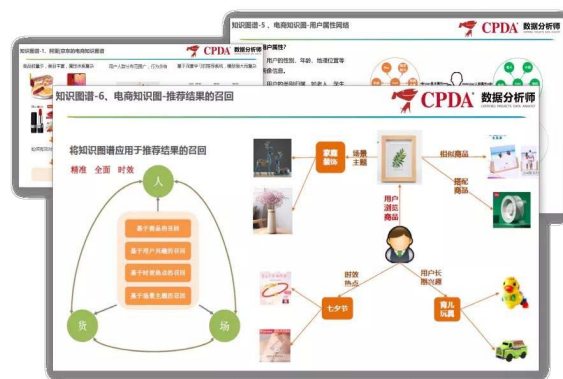 知识图谱-5 、电商知识图-用户属性网络
CPDA 数据分析师
知识图谱-1、阿里|京东的电商知识图谱
CPDA 数据分析师
用户属性?
用户的性别、年龄、地理位置等
知识图谱-6、电商知识图-推荐结果的召回
CPDA 数据分析师
将知识图谱应用于推荐结果的召回
精准 全面 时效
人
货
场
基于商品的召回
基于用户兴趣的召回
基于时效热点的召回
基于场景主题的召回
家庭
装饰
场景
主题
相似商品
搭配
商品
用户
浏览
商品
时效
热点
七夕节
用户长
期兴趣
育儿
玩具